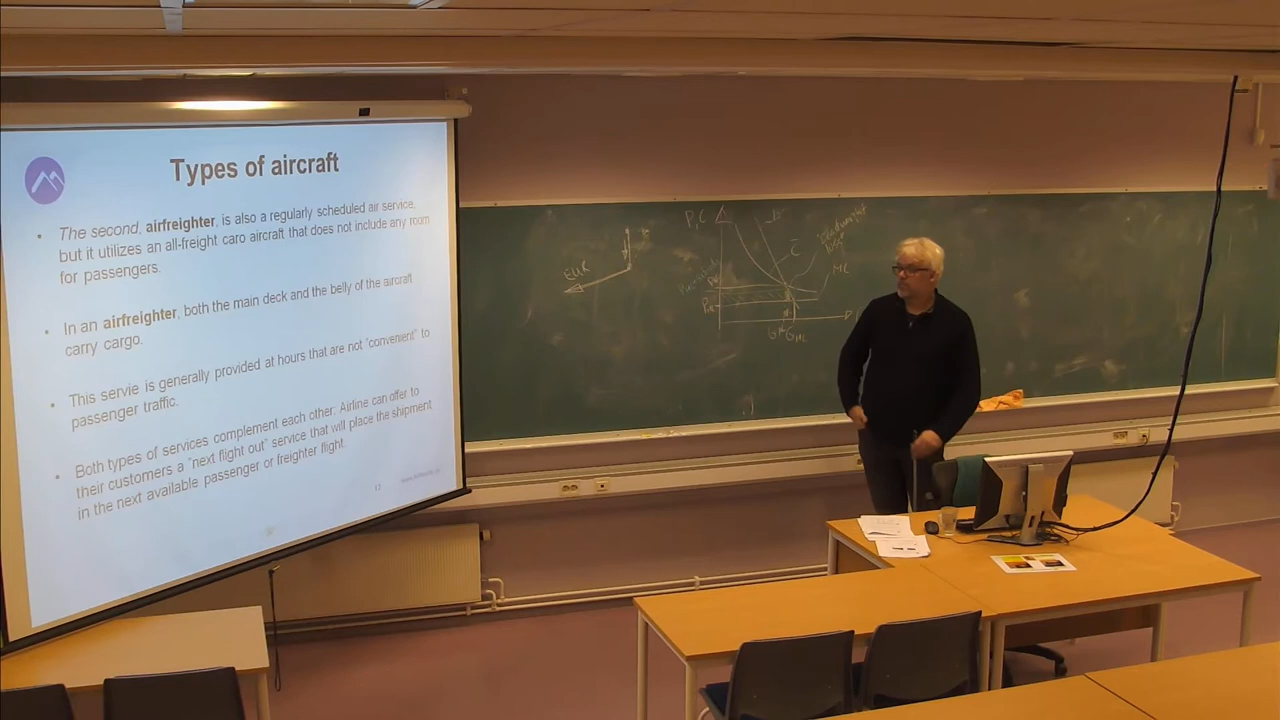 Types of aircraft
• The second, airfreighter, is also a regularly scheduled air service,
but it utilizes an all-freight caro aircraft that does not include any room
for passengers.
• In an airfreighter, both the main deck and the belly of the aircraft
carry cargo.
• This servie is generally provided at hours that are not "convenient" to
passenger traffic.
• Both types of services complement each other: Airline can offer to
their customers a "next flight out" service that will place the shipment
in the next available passenger or freighter flight.
12
EUR
P,C
MC